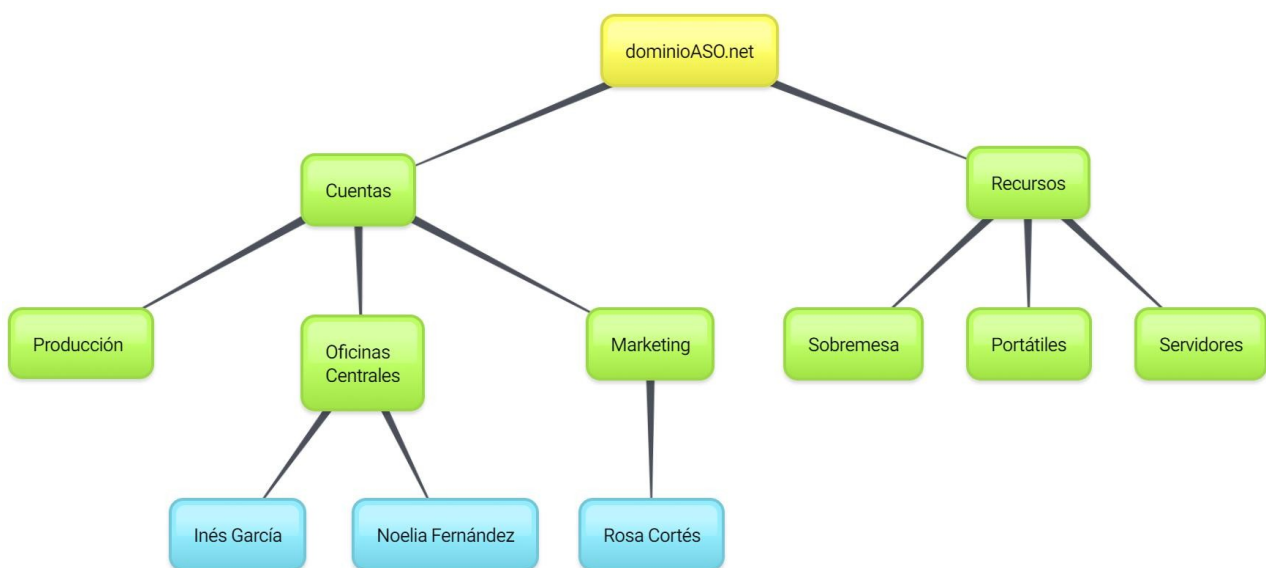 dominioASO.net
Cuentas
Recursos
Producción
Oficinas
Centrales
Marketing
Sobremesa
Portátiles
Servidores
Inés García
Noelia Fernández
Rosa Cortés